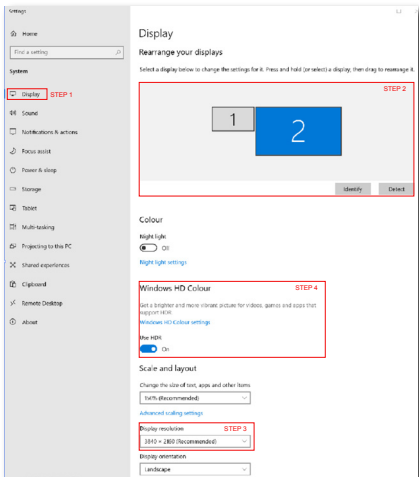 Settings
Home
Find a setting
System
Display STEP 1
Sound
Notifications & actions
Focus assist
Power & sleep
Storage
Tablet
Multi-tasking
Projecting to this PC
Shared experiences
Clipboard
Remote Desktop
About
Display
Rearrange your displays
Select a display below to change the settings for it. Press and hold (or select) a display, then drag to rearrange it.
STEP 2
1
2
Identify
Detect
Colour
Night light
Off
Night light settings
STEP 4
Windows HD Colour
Get a brighter and more vibrant picture for videos, games and apps that
support HDR.
Windows HD Colour settings
Use HDR
On
Scale and layout
Change the size of text, apps and other items
(Recommended)
Advanced scaling settings
Display resolution STEP 3
3840 × 2160 (Recommended)
Display orientation
Landscape